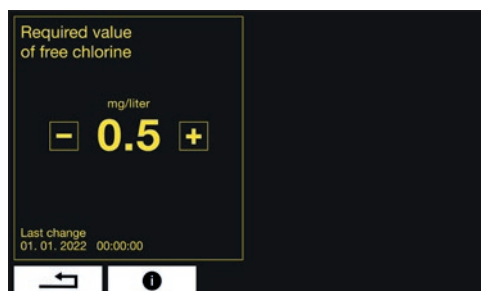 Required value
of free chlorine
mg/liter
− 0.5 +
Last change
01. 01. 2022 00:00:00
i